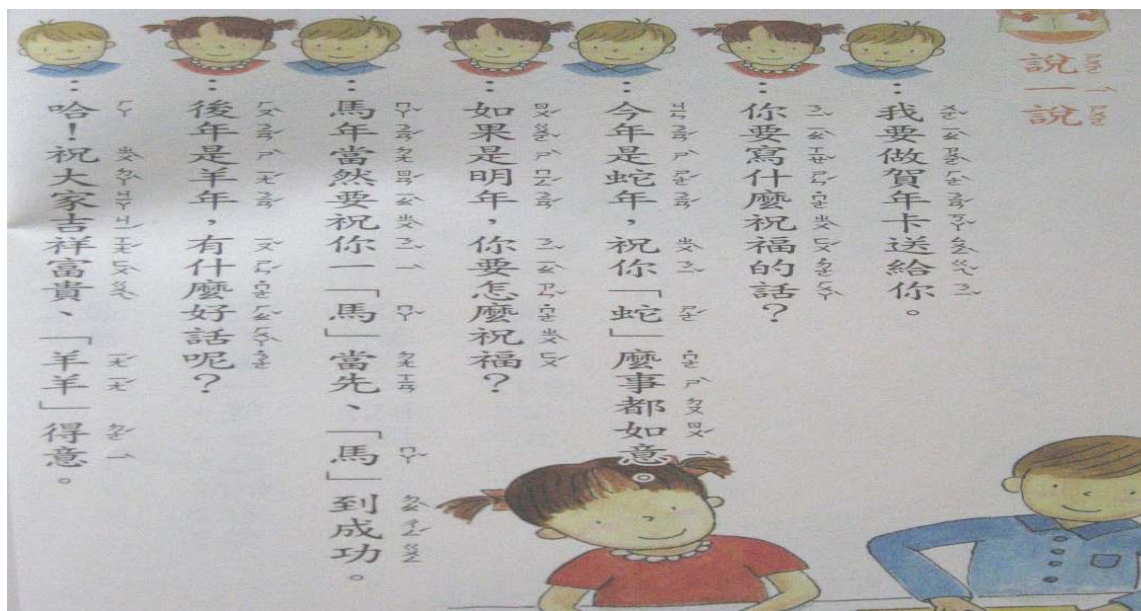 說一說
：我要做賀年卡送給你。
：你要寫什麼祝福的話？
：今年是蛇年，祝你「蛇」麼事都如意。
：如果是明年，你要怎麼祝福？
：馬年當然要祝你一「馬」當先、「馬」到成功。
：後年是羊年，有什麼好話呢？
：哈！祝大家吉祥富貴、「羊羊」得意。